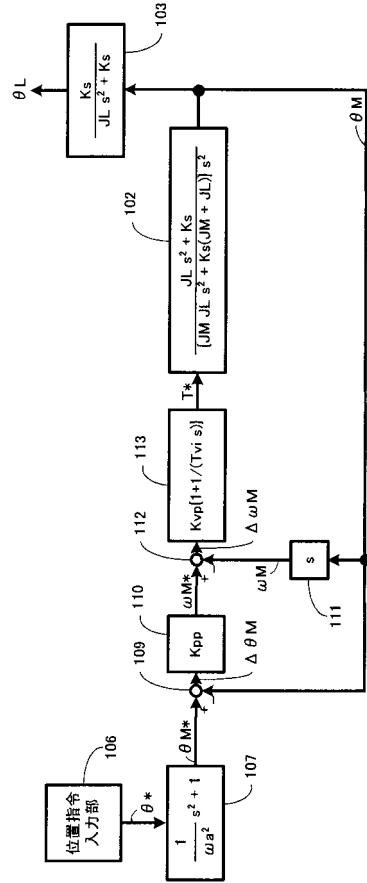 106
位置指令
入力部
θ*
1
ωa²
s² + 1
107
θM*
109
+
ΔθM
Kpp
110
ωM*
112
+
ΔωM
ωM
s
111
Kvp{1+1/(Tvi s)}
113
T*
JL s² + Ks
{JM JL s² + Ks(JM + JL)} s²
102
θM
Ks
JL s² + Ks
103
θL